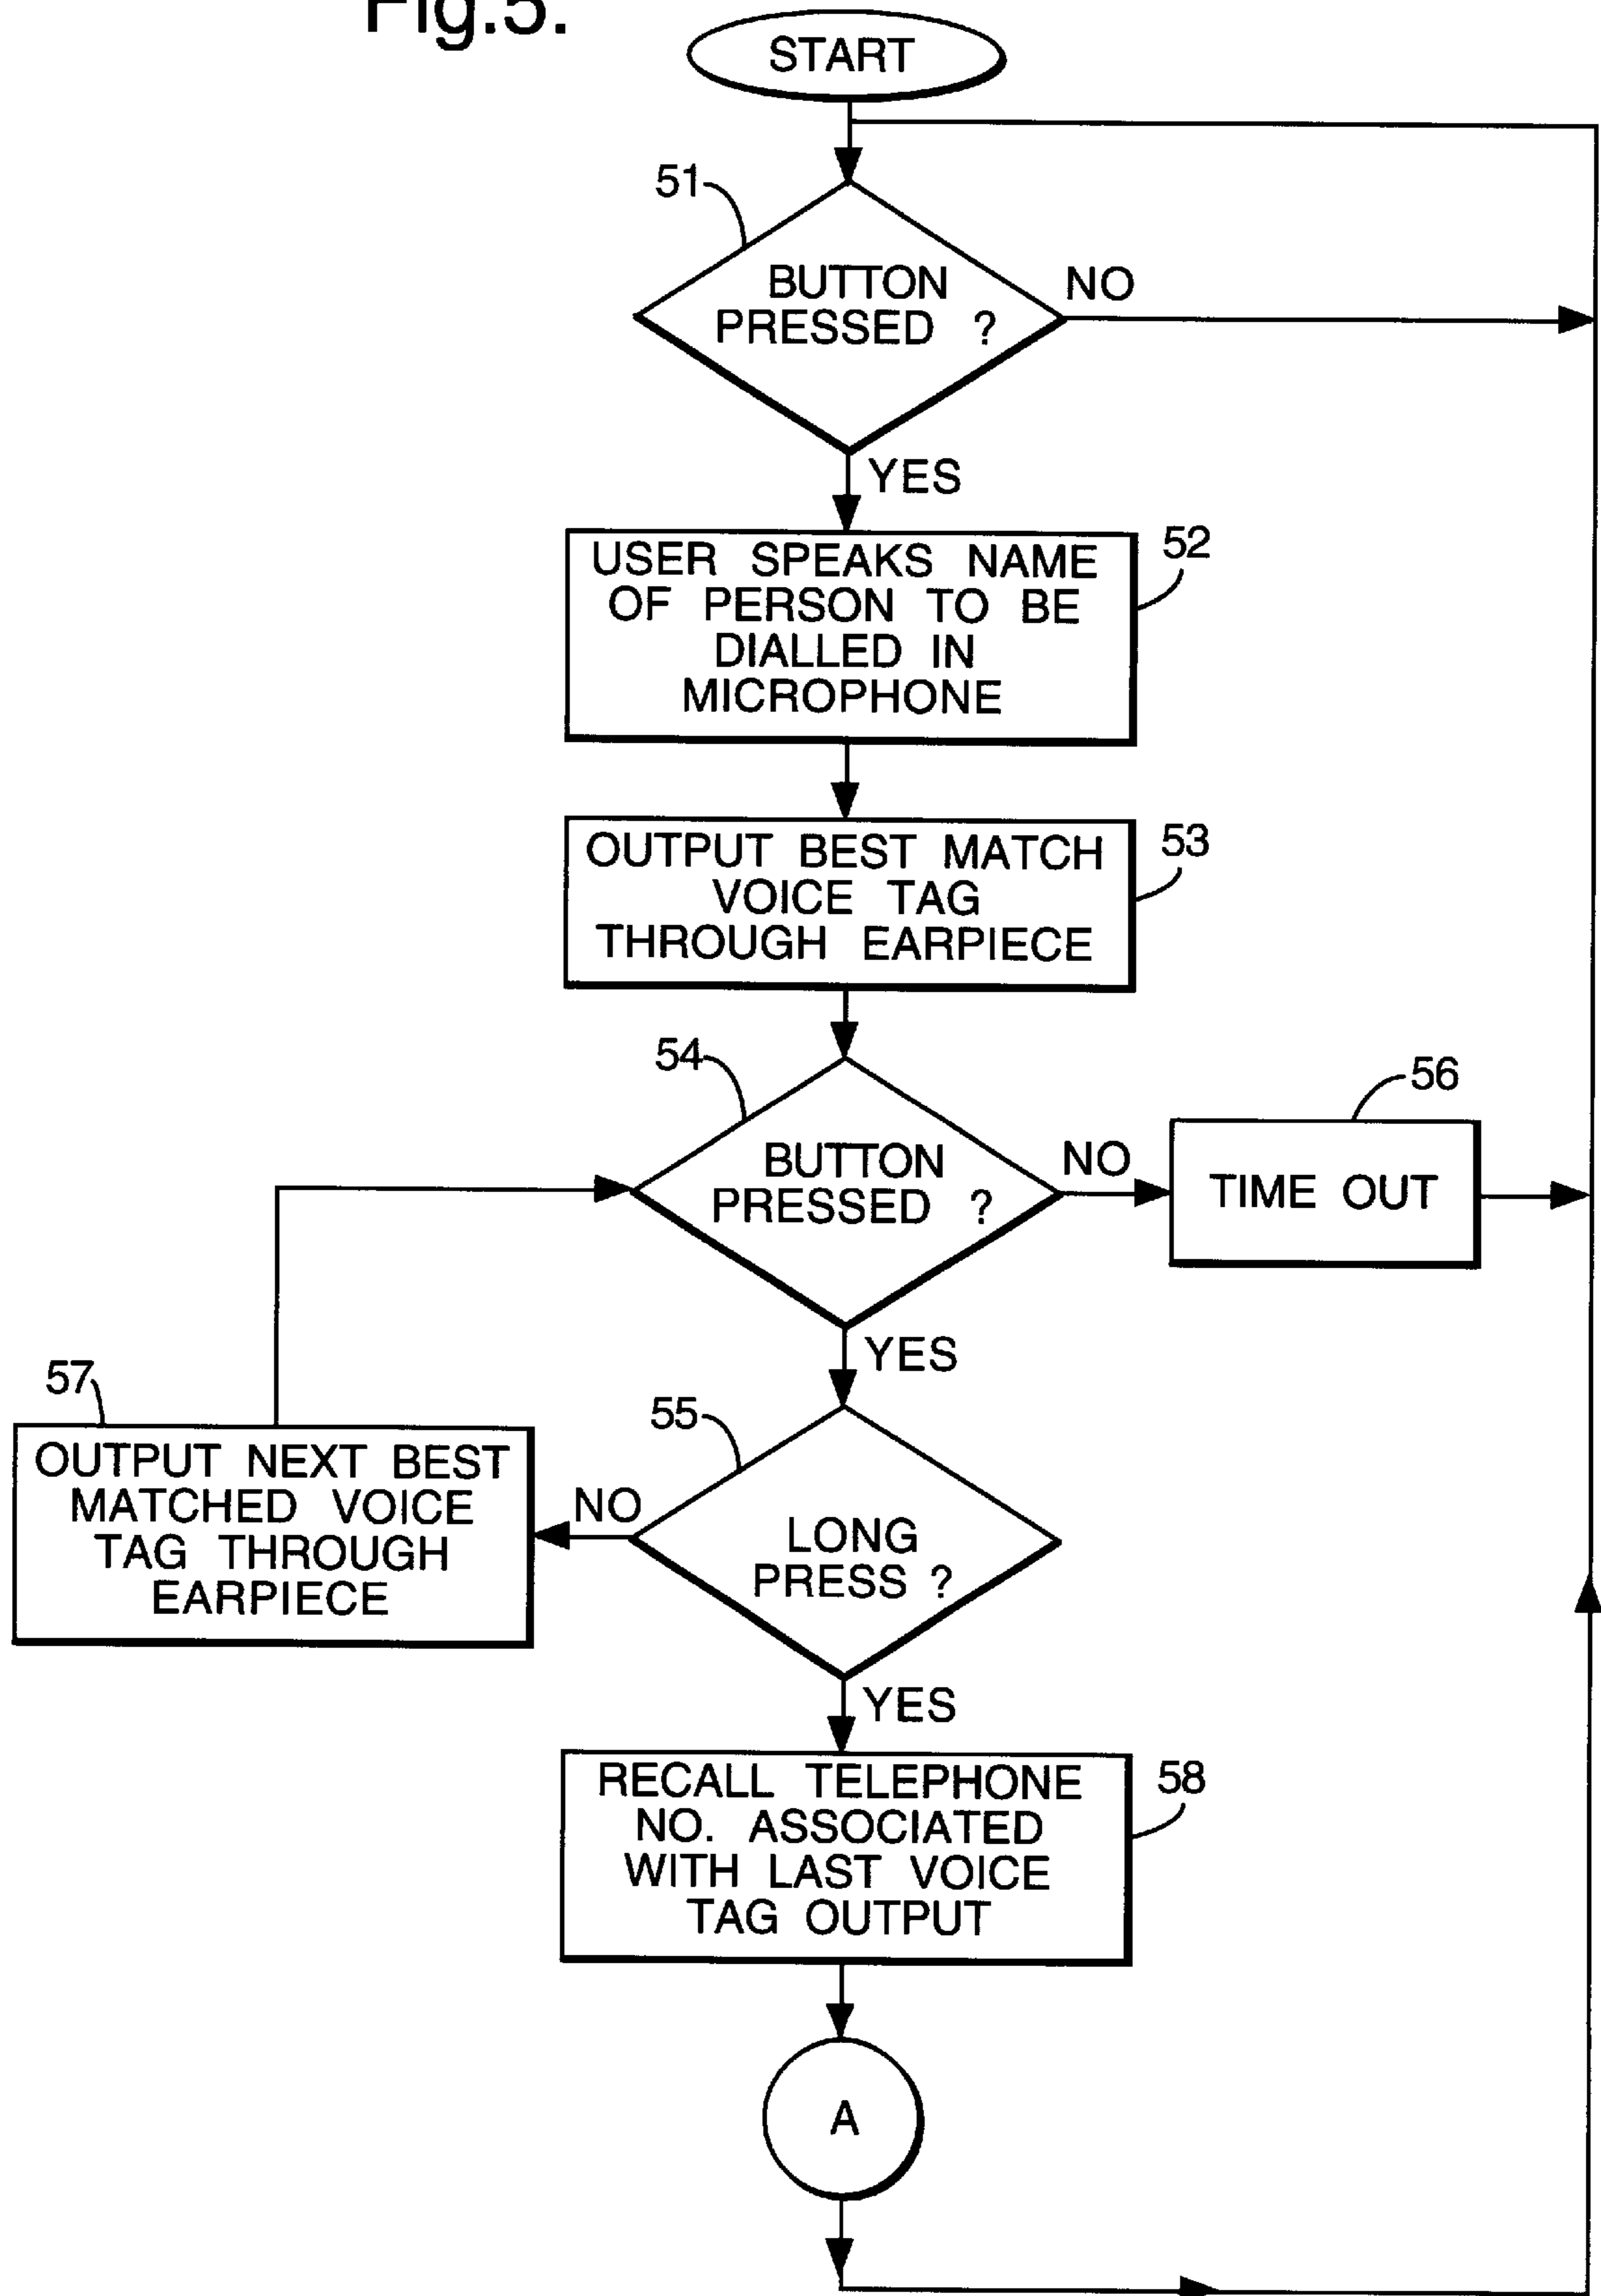 Fig.5.
START
51
BUTTON
PRESSED ?
NO
YES
52
USER SPEAKS NAME
OF PERSON TO BE
DIALLED IN
MICROPHONE
53
OUTPUT BEST MATCH
VOICE TAG
THROUGH EARPIECE
54
BUTTON
PRESSED ?
NO
56
TIME OUT
YES
57
OUTPUT NEXT BEST
MATCHED VOICE
TAG THROUGH
EARPIECE
55
NO
LONG
PRESS ?
YES
58
RECALL TELEPHONE
NO. ASSOCIATED
WITH LAST VOICE
TAG OUTPUT
A